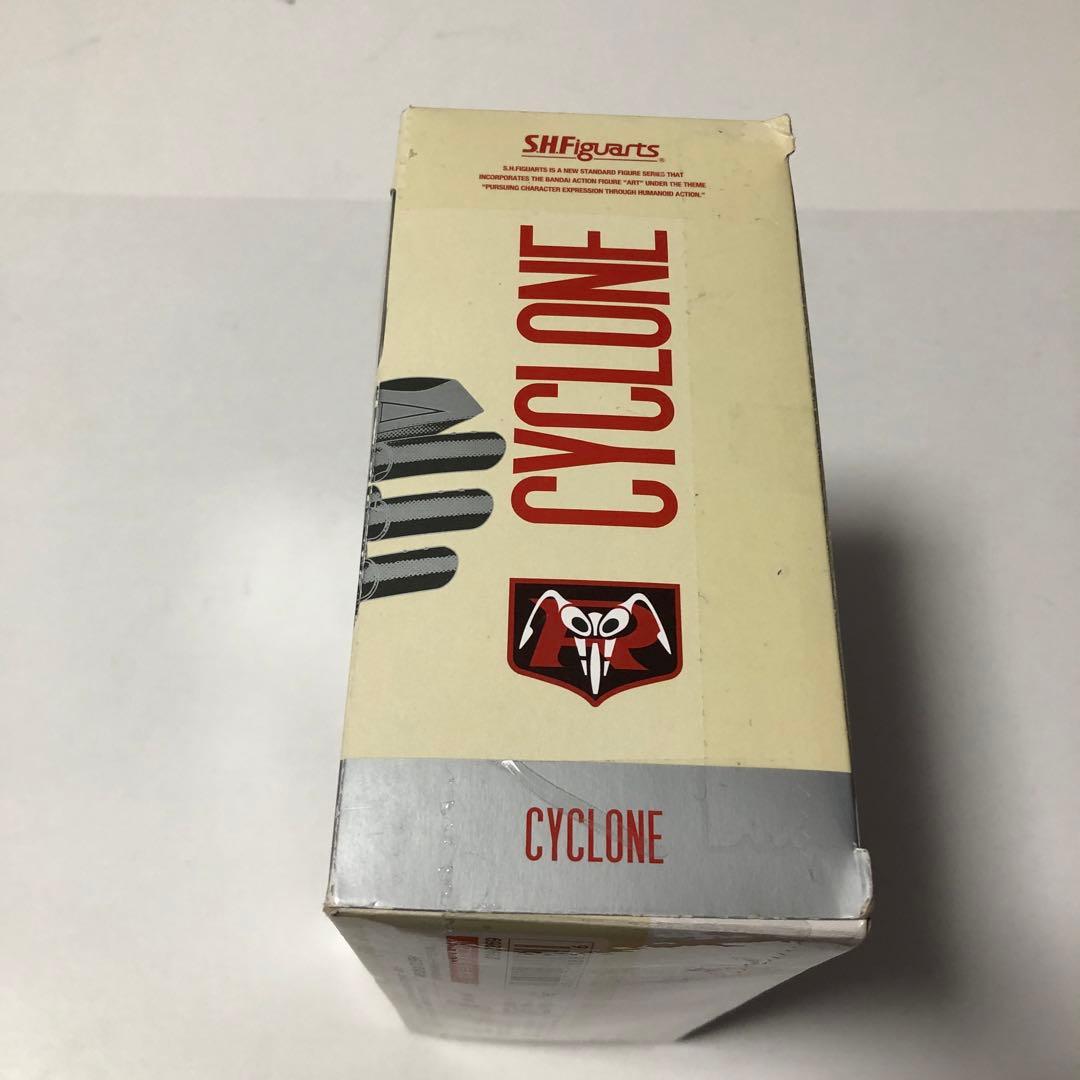 S.H.Figuarts®
S.H.FIGUARTS IS A NEW STANDARD FIGURE SERIES THAT
INCORPORATES THE BANDAI ACTION FIGURE "ART" UNDER THE THEME
"PURSUING CHARACTER EXPRESSION THROUGH HUMANOID ACTION."
CYCLONE
CYCLONE